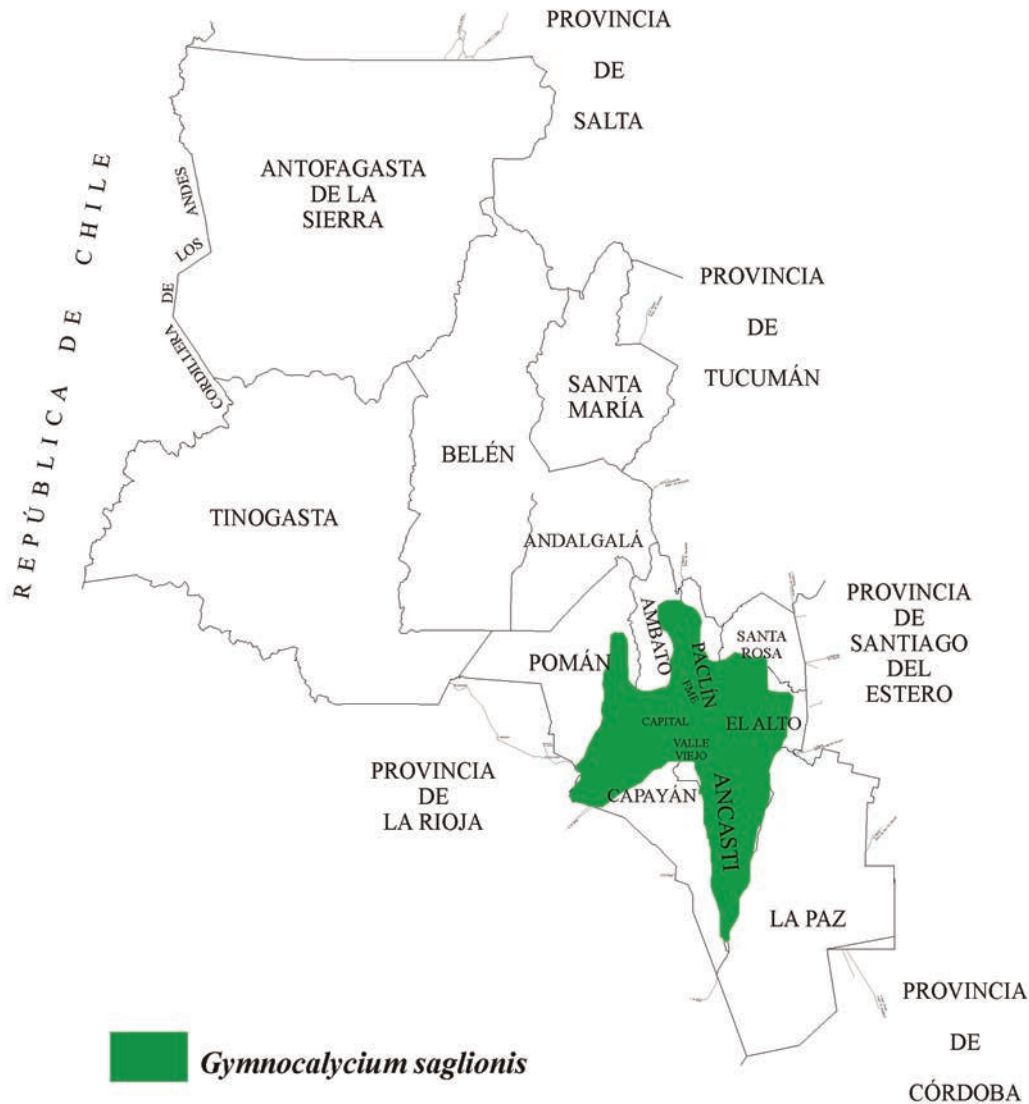 PROVINCIA
DE
SALTA
ANTOFAGASTA
DE LA
SIERRA
REPÚBLICA DE CHILE
CORDILLERA DE LOS ANDES
PROVINCIA
DE
TUCUMÁN
SANTA
MARÍA
BELÉN
TINOGASTA
ANDALGALÁ
PROVINCIA
DE
SANTIAGO
DEL
ESTERO
AMBATO
PACLÍN
SANTA
ROSA
POMÁN
FME
CAPITAL
EL ALTO
VALLE
VIEJO
PROVINCIA
DE
LA RIOJA
CAPAYÁN
ANCASTI
LA PAZ
PROVINCIA
DE
CÓRDOBA
Gymnocalycium saglionis